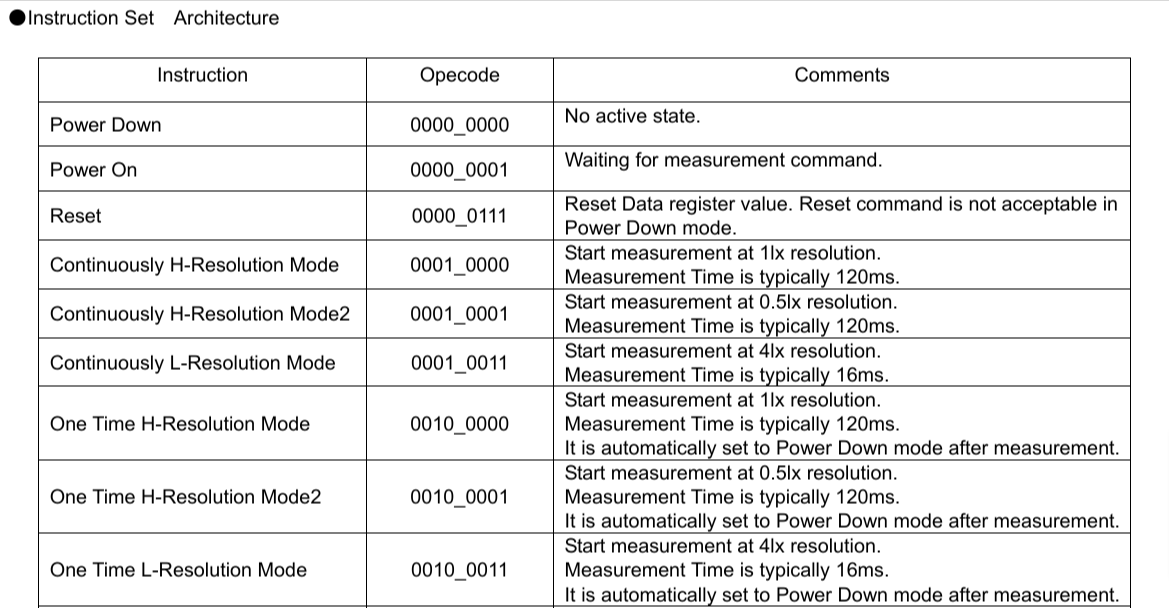 ●Instruction Set Architecture
Instruction Opecode Comments
Power Down 0000_0000 No active state.
Power On 0000_0001 Waiting for measurement command.
Reset 0000_0111 Reset Data register value. Reset command is not acceptable in
Power Down mode.
Continuously H-Resolution Mode 0001_0000 Start measurement at 1lx resolution.
Measurement Time is typically 120ms.
Continuously H-Resolution Mode2 0001_0001 Start measurement at 0.5lx resolution.
Measurement Time is typically 120ms.
Continuously L-Resolution Mode 0001_0011 Start measurement at 4lx resolution.
Measurement Time is typically 16ms.
One Time H-Resolution Mode 0010_0000 Start measurement at 1lx resolution.
Measurement Time is typically 120ms.
It is automatically set to Power Down mode after measurement.
One Time H-Resolution Mode2 0010_0001 Start measurement at 0.5lx resolution.
Measurement Time is typically 120ms.
It is automatically set to Power Down mode after measurement.
One Time L-Resolution Mode 0010_0011 Start measurement at 4lx resolution.
Measurement Time is typically 16ms.
It is automatically set to Power Down mode after measurement.